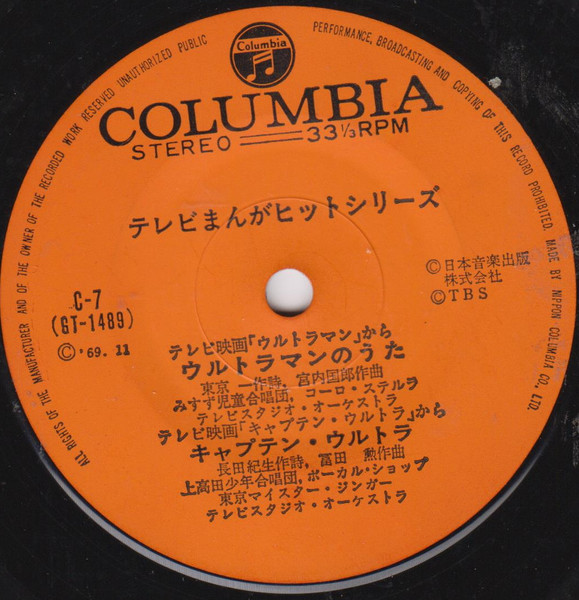 ALL RIGHTS OF THE MANUFACTURER AND OF THE OWNER OF THE RECORDED WORK RESERVED UNAUTHORIZED PUBLIC
PERFORMANCE, BROADCASTING AND COPYING OF THIS RECORD PROHIBITED. MADE BY NIPPON COLUMBIA CO., LTD.
Columbia
COLUMBIA
STEREO 33 1/3 RPM
テレビまんがヒットシリーズ
Ⓒ日本音楽出版
株式会社
ⒸTBS
C-7
(GT-1489)
Ⓒ'69. 11
テレビ映画「ウルトラマン」から
ウルトラマンのうた
東京 一作詩, 宮内国郎作曲
みすず児童合唱団, コーロ・ステルラ
テレビスタジオ・オーケストラ
テレビ映画「キャプテン・ウルトラ」から
キャプテン・ウルトラ
長田紀生作詩, 冨田 勲作曲
上高田少年合唱団, ボーカル・ショップ
東京マイスター・ジンガー
テレビスタジオ・オーケストラ